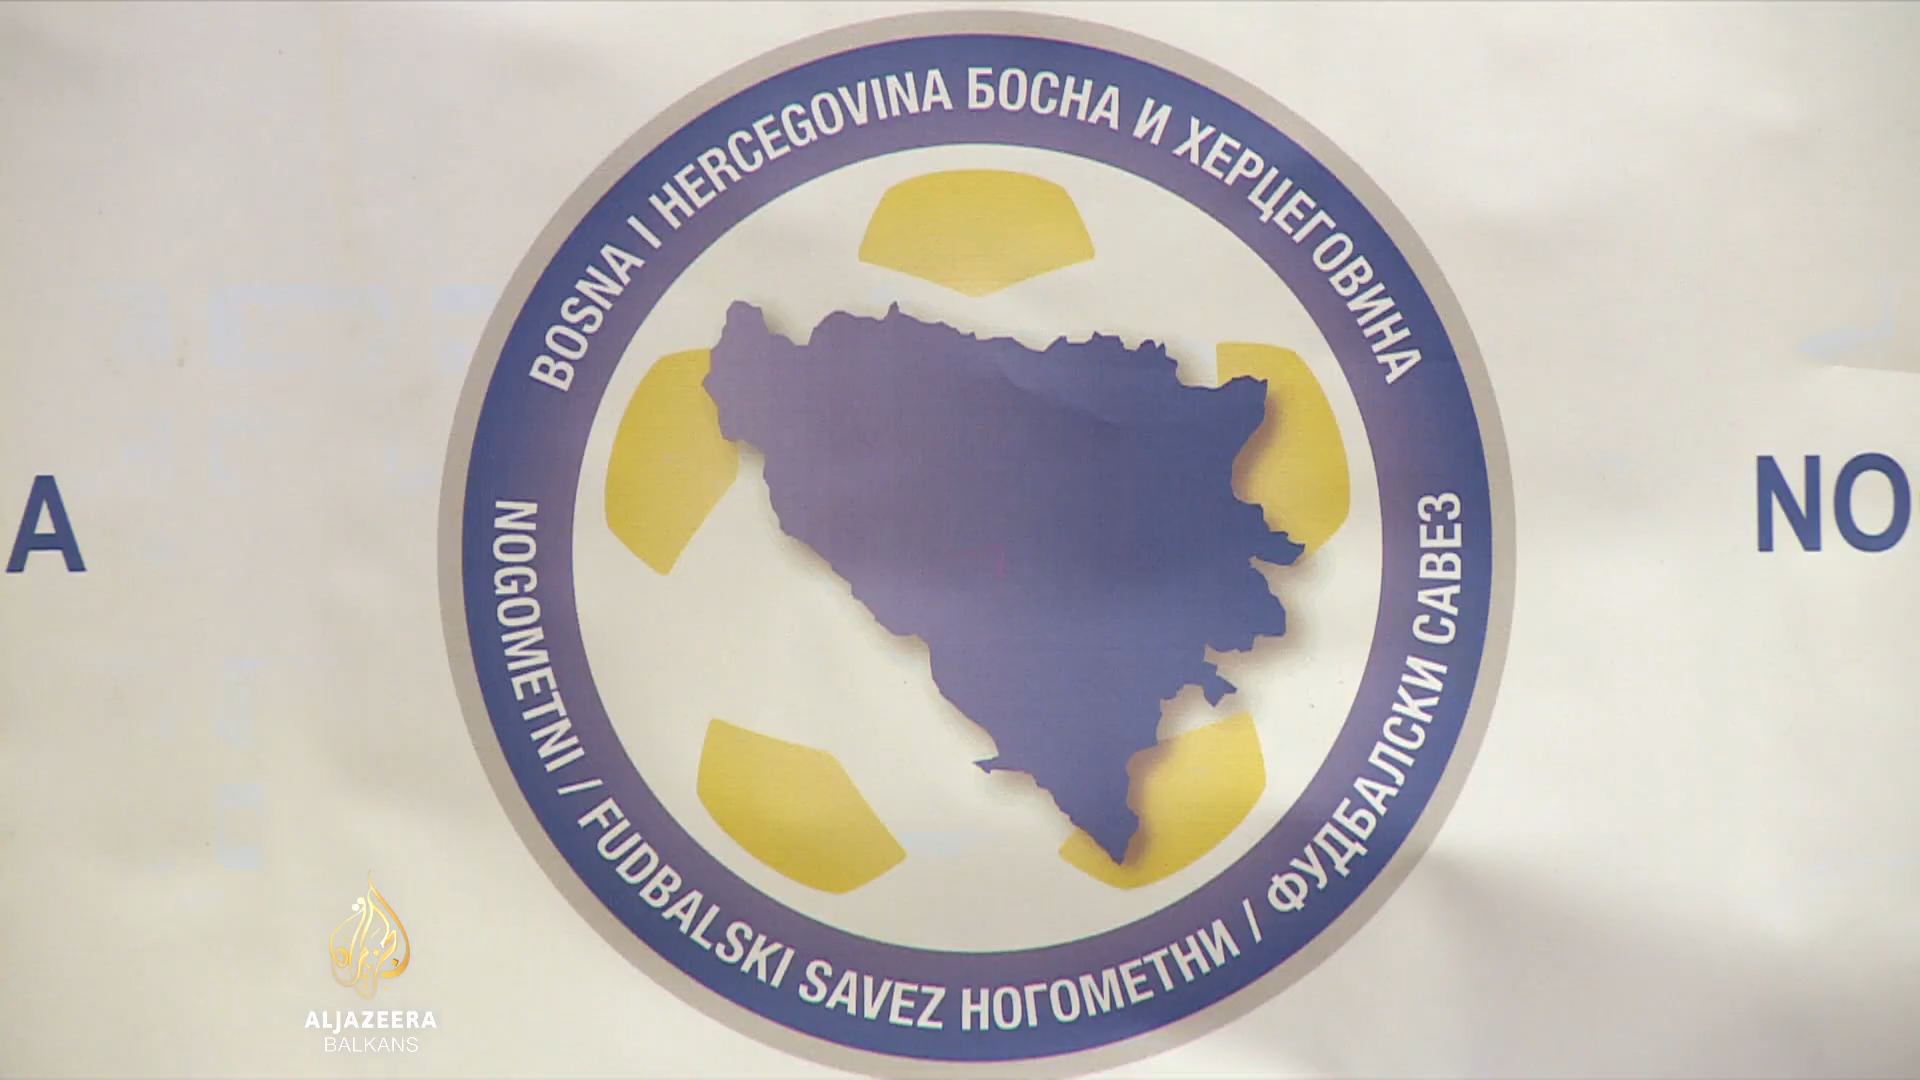 BOSNA I HERCEGOVINA БОСНА И ХЕРЦЕГОВИНА
A
NO
NOGOMETNI / FUDBALSKI SAVEZ НОГОМЕТНИ / ФУДБАЛСКИ САВЕЗ
ALJAZEERA
BALKANS